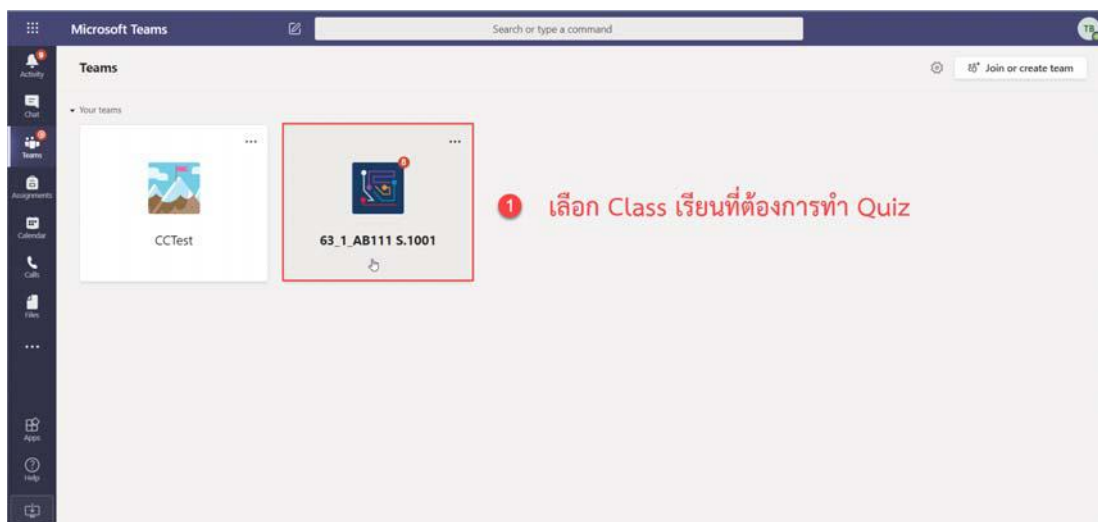 Microsoft Teams
Search or type a command
TB
Activity
Chat
Teams
Assignments
Calendar
Calls
Files
Apps
Help
Teams
Join or create team
Your teams
CCTest
8
63_1_AB111 S.1001
1 เลือก Class เรียนที่ต้องการทำ Quiz